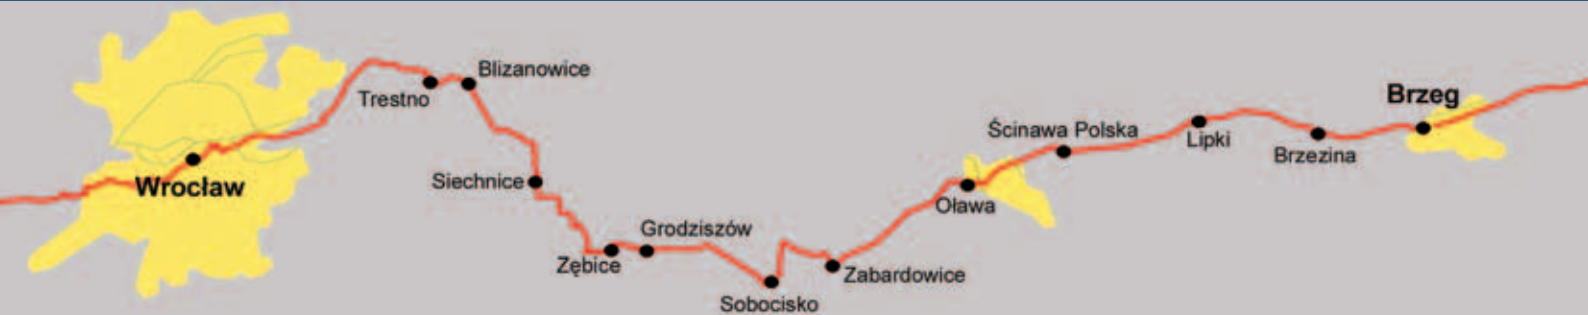 Wrocław
Trestno
Blizanowice
Siechnice
Zębice
Grodziszów
Sobocisko
Zabardowice
Oława
Ścinawa Polska
Lipki
Brzezina
Brzeg